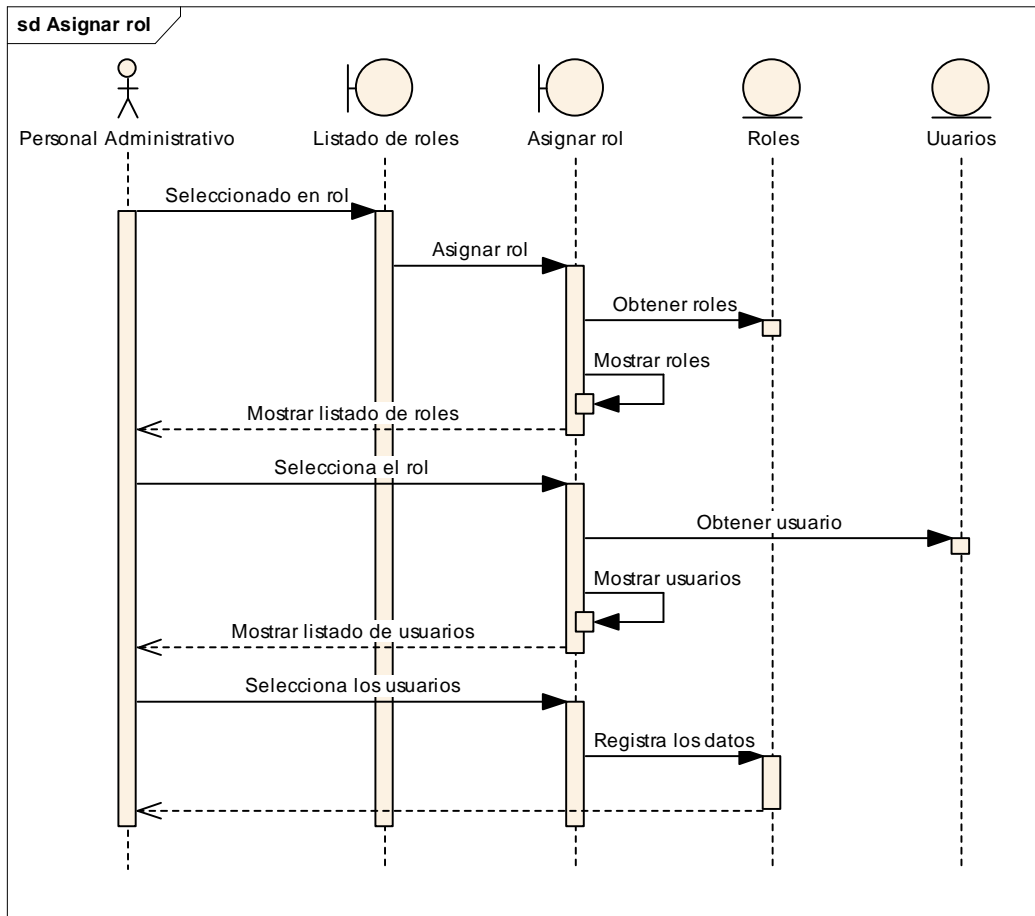 sd Asignar rol
Personal Administrativo
Listado de roles
Asignar rol
Roles
Uuarios
Seleccionado en rol
Asignar rol
Obtener roles
Mostrar roles
Mostrar listado de roles
Selecciona el rol
Obtener usuario
Mostrar usuarios
Mostrar listado de usuarios
Selecciona los usuarios
Registra los datos